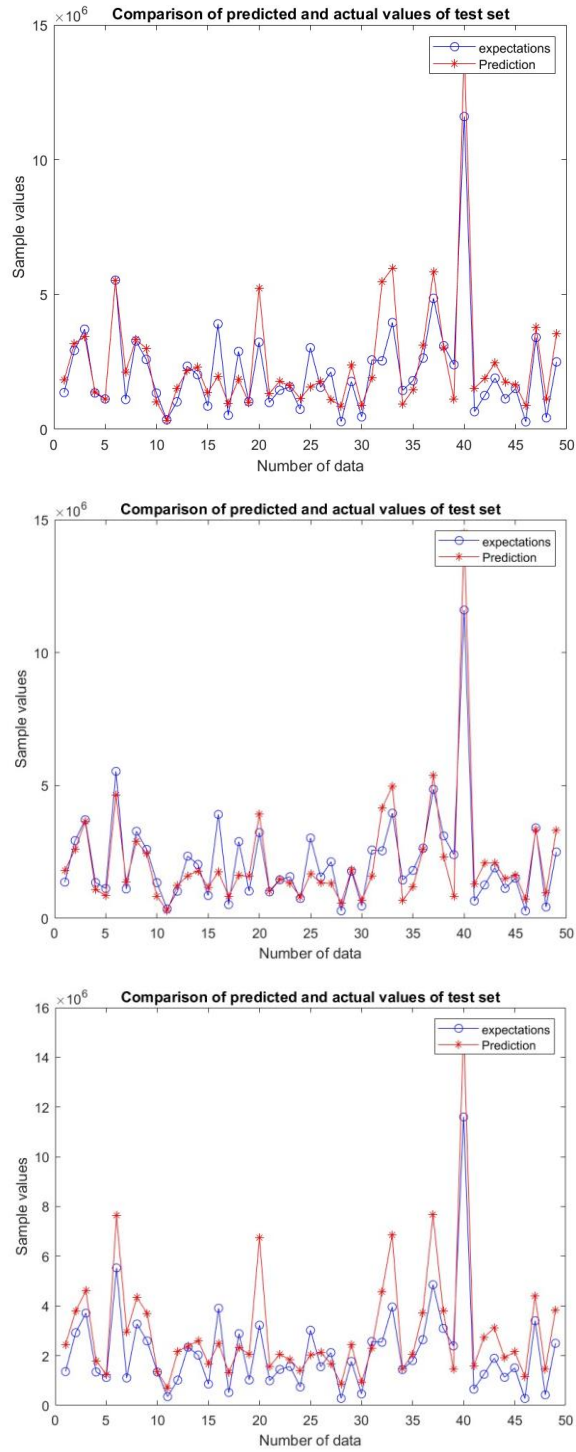 Comparison of predicted and actual values of test set
×10⁶
15
expectations
Prediction
10
Sample values
5
0
0 5 10 15 20 25 30 35 40 45 50
Number of data
Comparison of predicted and actual values of test set
×10⁶
15
expectations
Prediction
10
Sample values
5
0
0 5 10 15 20 25 30 35 40 45 50
Number of data
Comparison of predicted and actual values of test set
×10⁶
16
expectations
Prediction
14
12
10
Sample values
8
6
4
2
0
0 5 10 15 20 25 30 35 40 45 50
Number of data